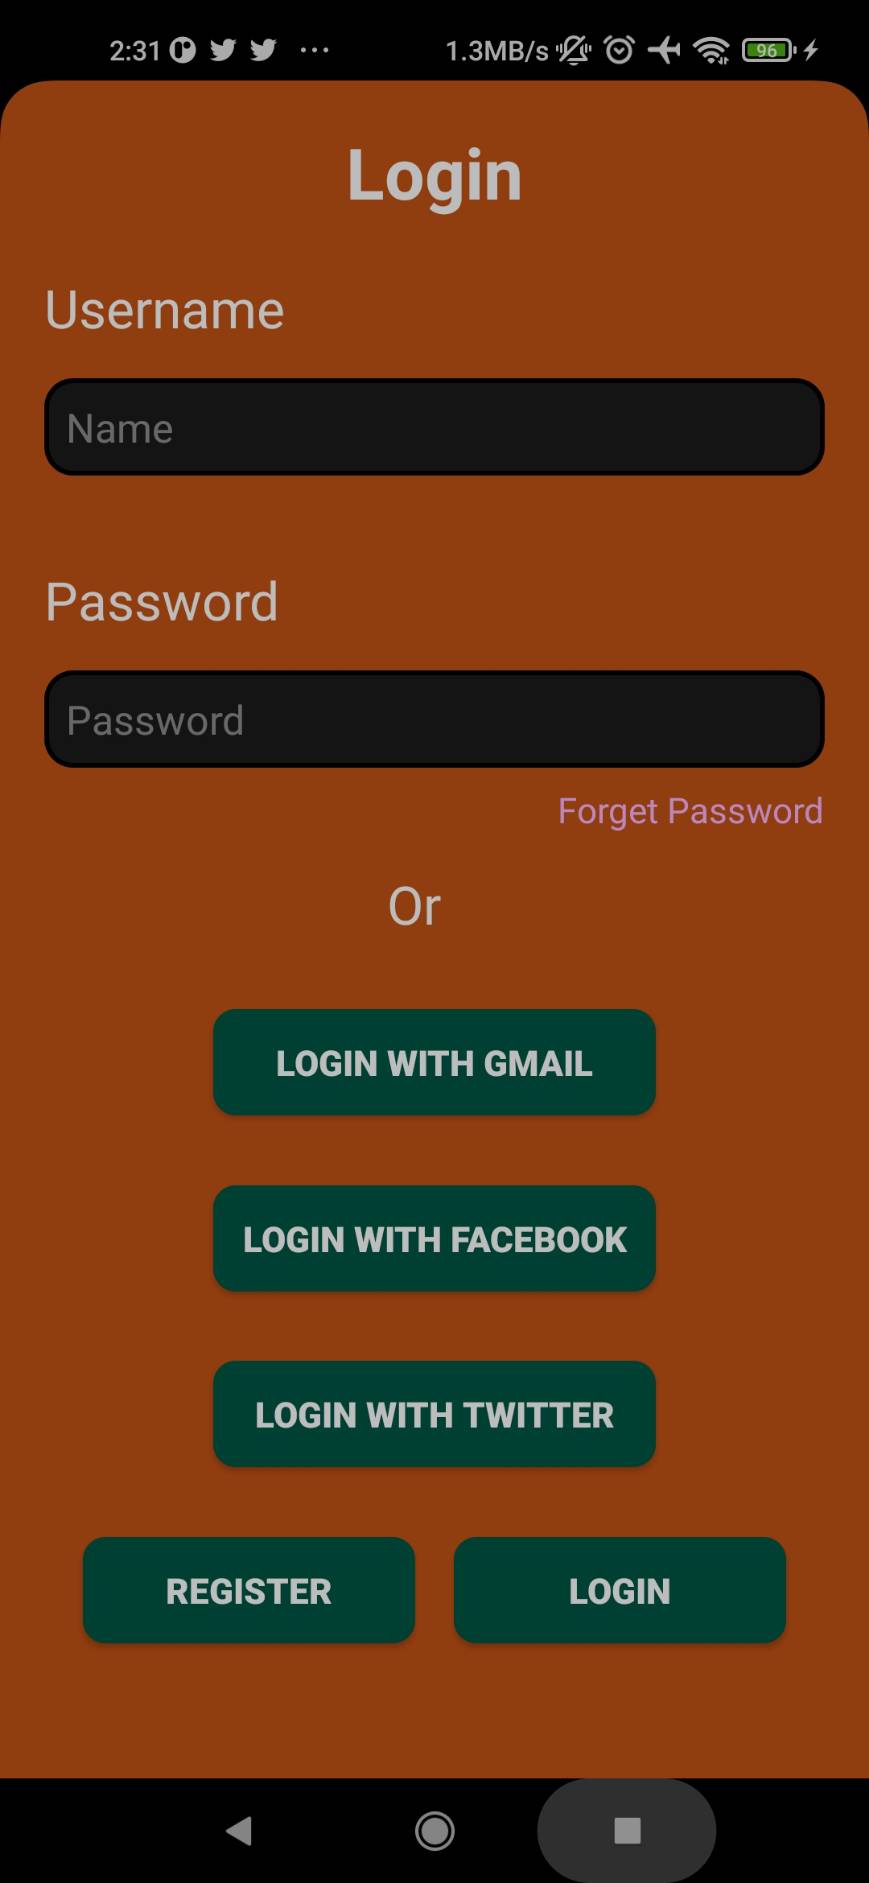 2:31 ... 1.3MB/s 96
Login
Username
Name
Password
Password
Forget Password
Or
LOGIN WITH GMAIL
LOGIN WITH FACEBOOK
LOGIN WITH TWITTER
REGISTER LOGIN